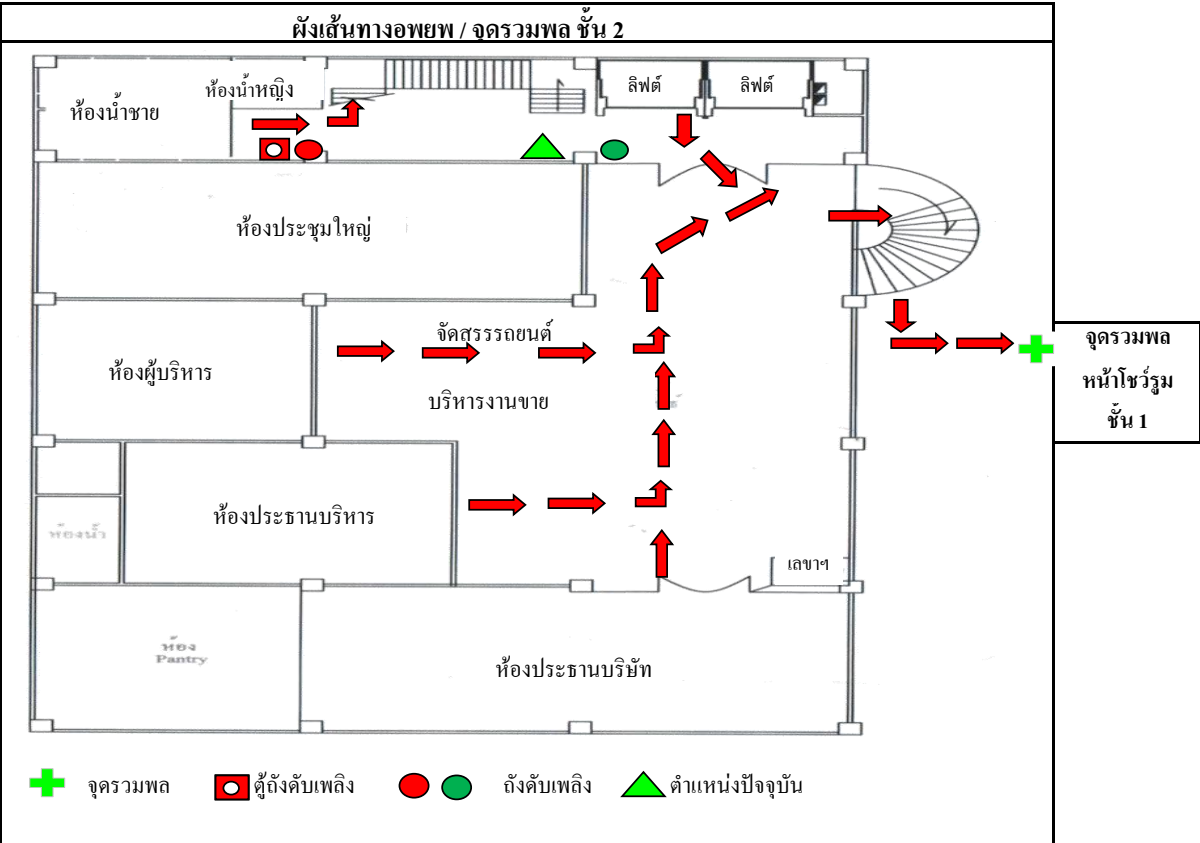 ผังเส้นทางอพยพ / จุดรวมพล ชั้น 2
ห้องน้ำชาย
ห้องน้ำหญิง
ลิฟต์
ลิฟต์
ห้องประชุมใหญ่
จัดสรรรถยนต์
ห้องผู้บริหาร
บริหารงานขาย
จุดรวมพล
หน้าโชว์รูม
ชั้น 1
ห้องประธานบริหาร
ห้องน้ำ
เลขาฯ
ห้อง
Pantry
ห้องประธานบริษัท
จุดรวมพล
ตู้ถังดับเพลิง
ถังดับเพลิง
ตำแหน่งปัจจุบัน